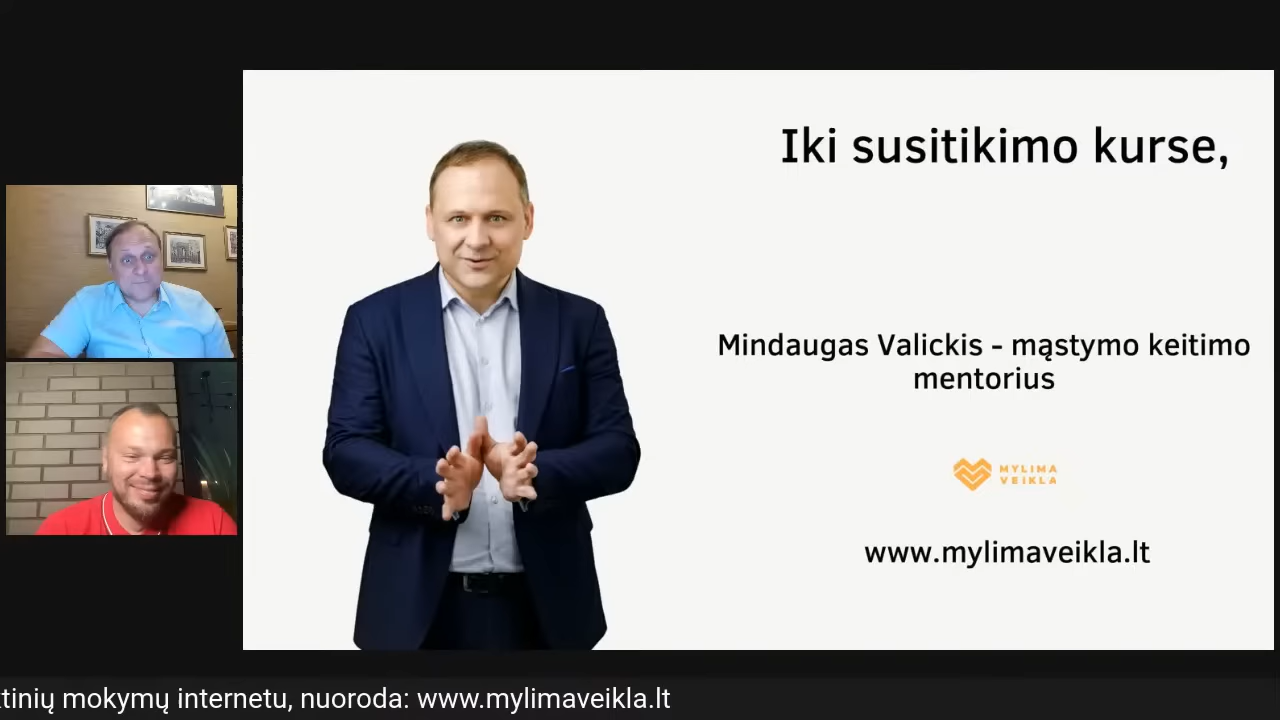 Iki susitikimo kurse,
Mindaugas Valickis - mąstymo keitimo
mentorius
MYLIMA
VEIKLA
www.mylimaveikla.lt
tinių mokymų internetu, nuoroda: www.mylimaveikla.lt